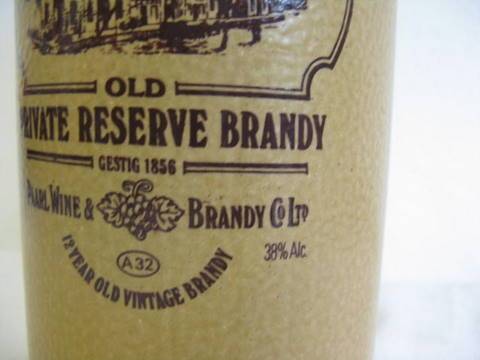 OLD
PRIVATE RESERVE BRANDY
GESTIG 1856
PAARL WINE & BRANDY CO LTD
38% Alc.
A32
12 YEAR OLD VINTAGE BRANDY